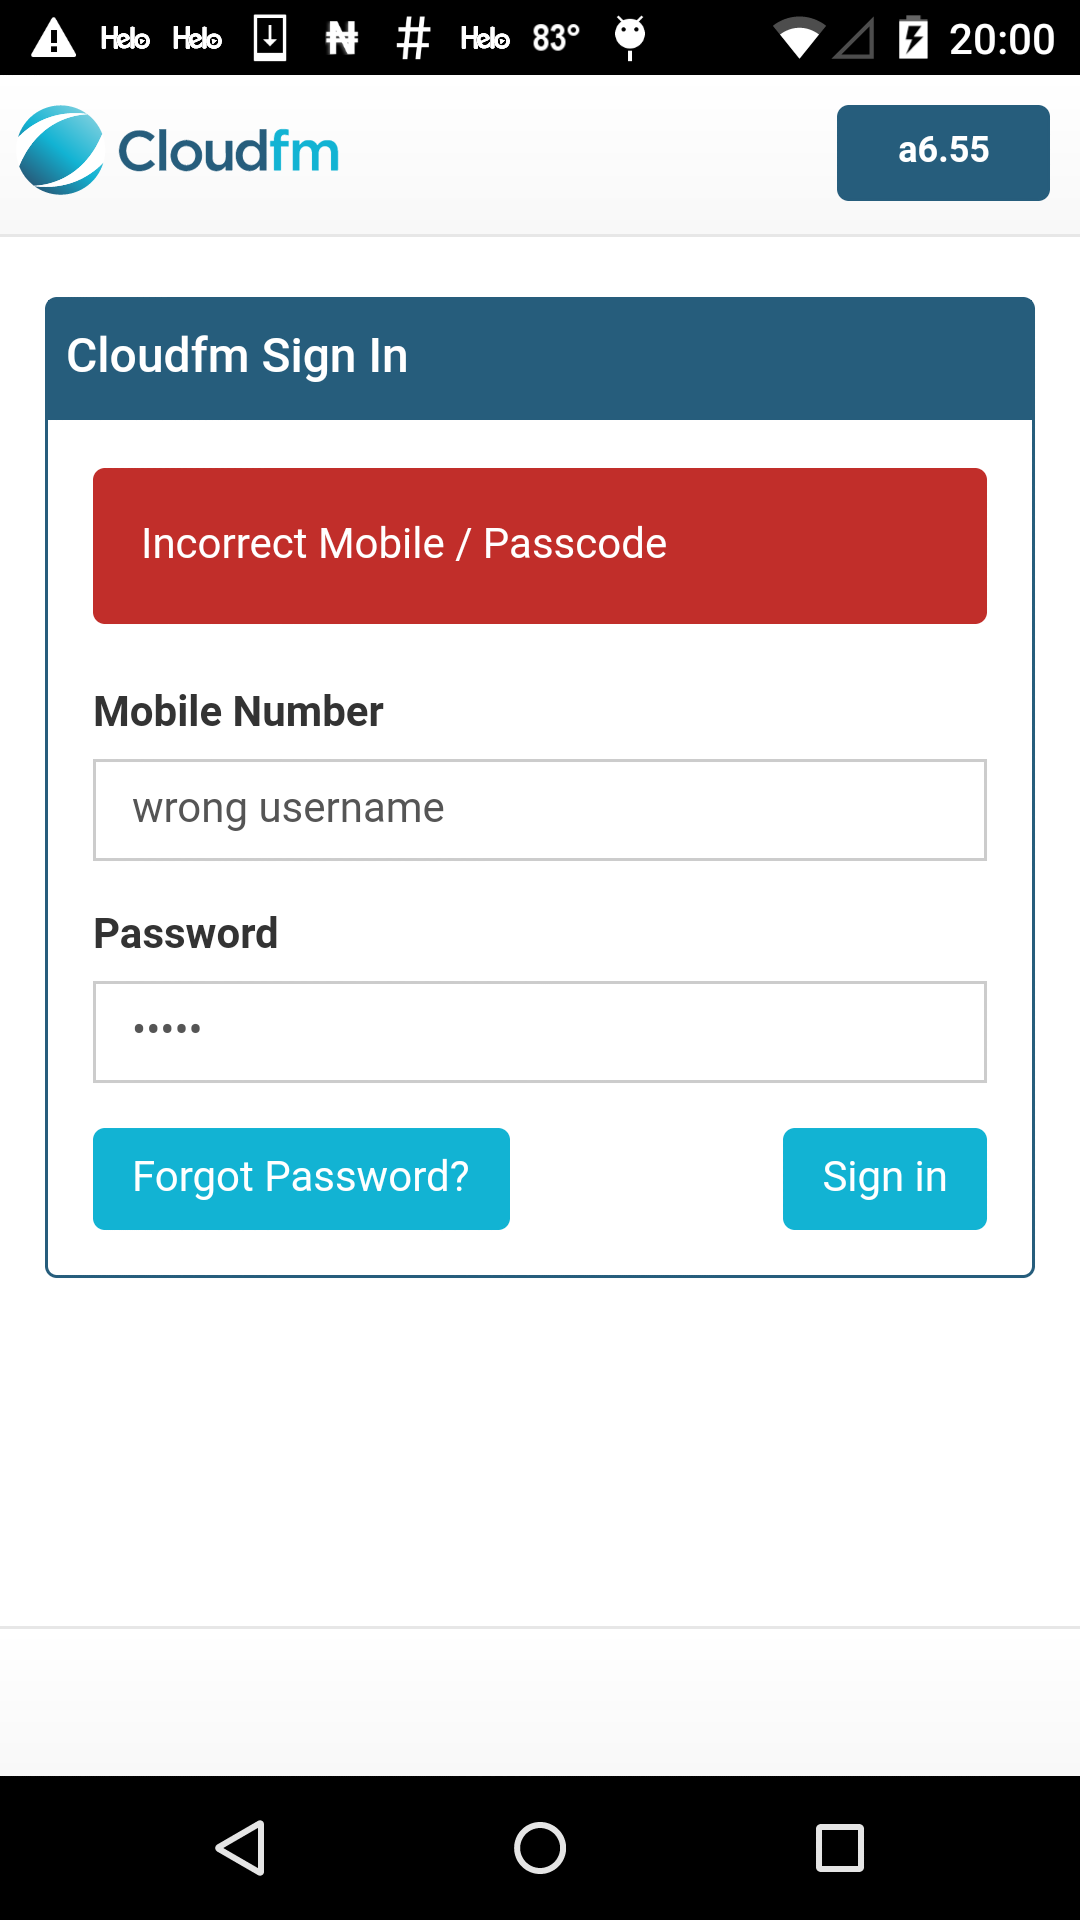 Helo Helo ₦ # Helo 83° 20:00
Cloudfm a6.55
Cloudfm Sign In
Incorrect Mobile / Passcode
Mobile Number
wrong username
Password
•••••
Forgot Password? Sign in